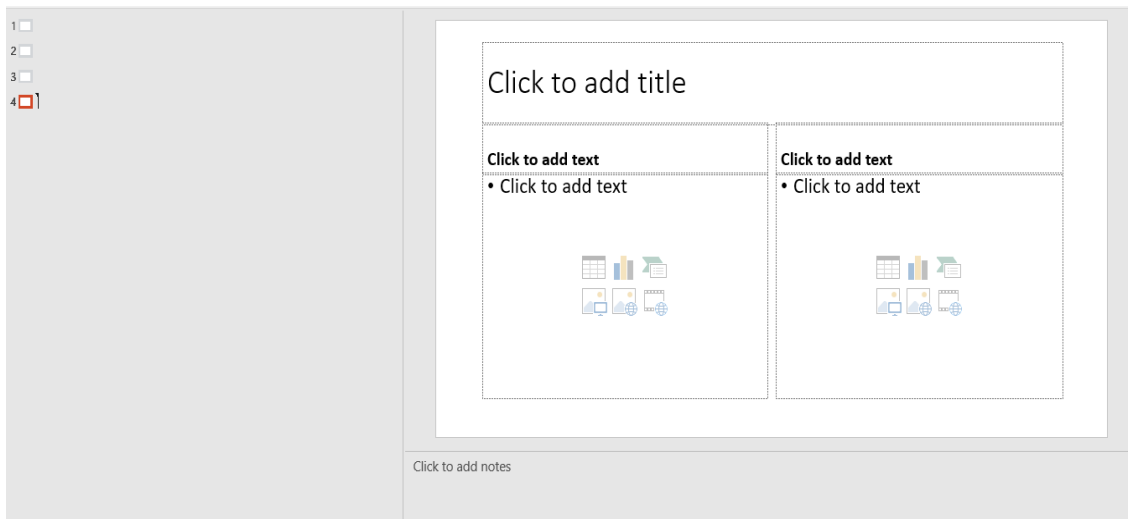 1
2
3
4
Click to add title
Click to add text
• Click to add text
Click to add text
• Click to add text
Click to add notes